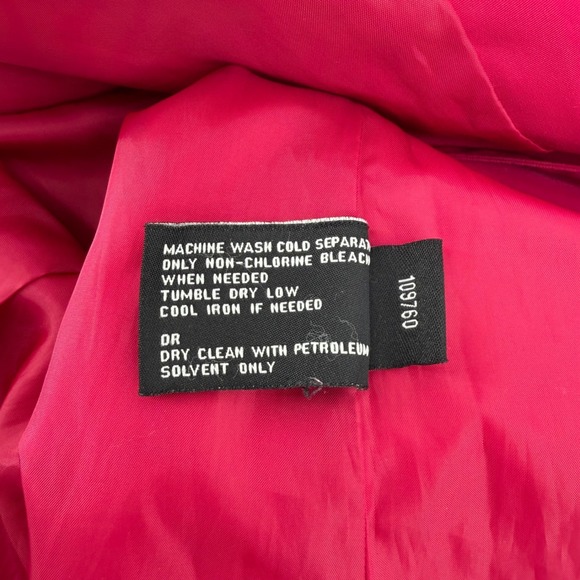 MACHINE WASH COLD SEPARAT
ONLY NON-CHLORINE BLEACH
WHEN NEEDED
TUMBLE DRY LOW
COOL IRON IF NEEDED
OR
DRY CLEAN WITH PETROLEUM
SOLVENT ONLY
109760